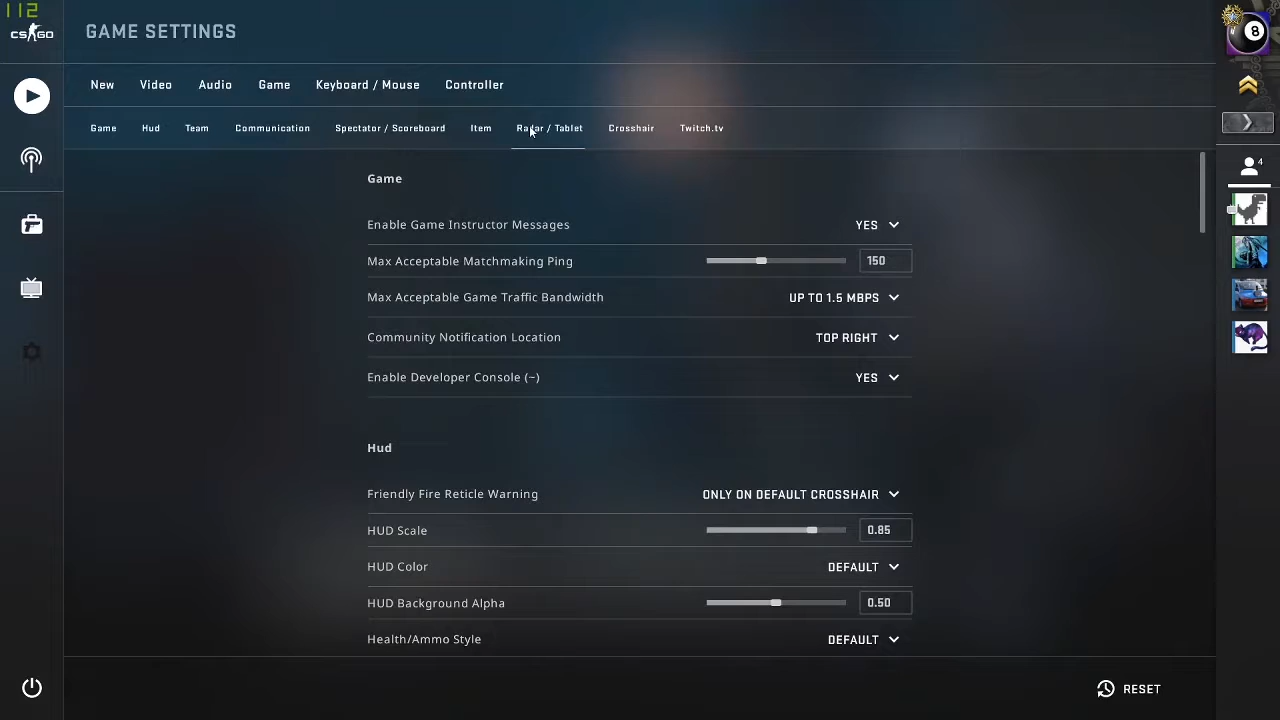 112
CS:GO
GAME SETTINGS
New Video Audio Game Keyboard / Mouse Controller
Game Hud Team Communication Spectator / Scoreboard Item Radar / Tablet Crosshair Twitch.tv
Game
Enable Game Instructor Messages YES
Max Acceptable Matchmaking Ping 150
Max Acceptable Game Traffic Bandwidth UP TO 1.5 MBPS
Community Notification Location TOP RIGHT
Enable Developer Console (~) YES
Hud
Friendly Fire Reticle Warning ONLY ON DEFAULT CROSSHAIR
HUD Scale 0.85
HUD Color DEFAULT
HUD Background Alpha 0.50
Health/Ammo Style DEFAULT
RESET
8
4